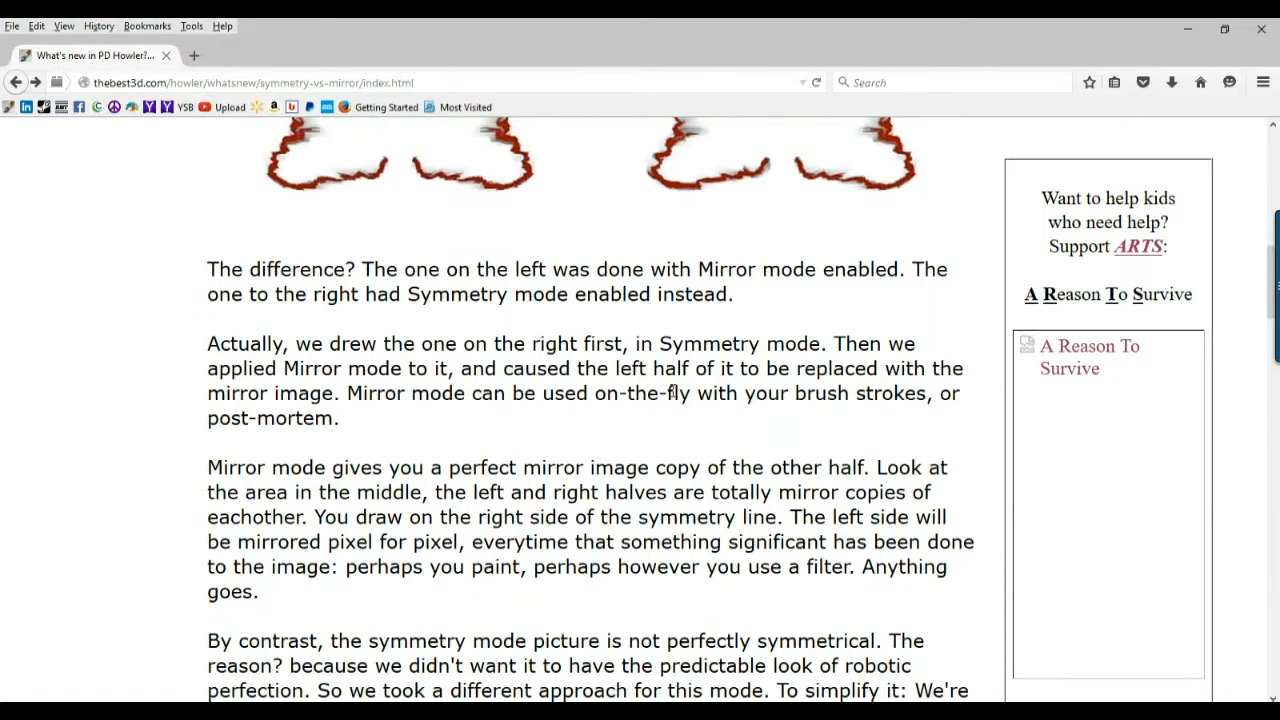 File Edit View History Bookmarks Tools Help
What's new in PD Howler?...
thebest3d.com/howler/whatsnew/symmetry-vs-mirror/index.html
Search
YSB Upload Getting Started Most Visited
The difference? The one on the left was done with Mirror mode enabled. The
one to the right had Symmetry mode enabled instead.
Actually, we drew the one on the right first, in Symmetry mode. Then we
applied Mirror mode to it, and caused the left half of it to be replaced with the
mirror image. Mirror mode can be used on-the-fly with your brush strokes, or
post-mortem.
Mirror mode gives you a perfect mirror image copy of the other half. Look at
the area in the middle, the left and right halves are totally mirror copies of
eachother. You draw on the right side of the symmetry line. The left side will
be mirrored pixel for pixel, everytime that something significant has been done
to the image: perhaps you paint, perhaps however you use a filter. Anything
goes.
By contrast, the symmetry mode picture is not perfectly symmetrical. The
reason? because we didn't want it to have the predictable look of robotic
perfection. So we took a different approach for this mode. To simplify it: We're
Want to help kids
who need help?
Support ARTS:
A Reason To Survive
A Reason To
Survive